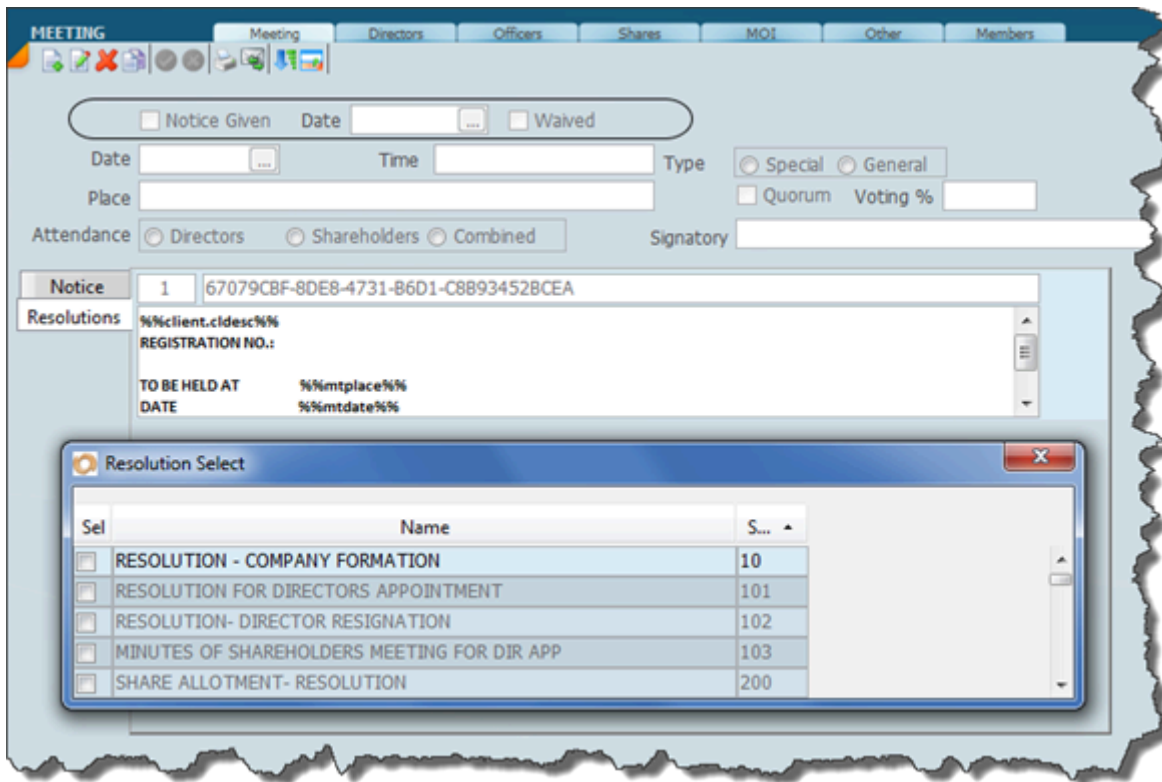 MEETING Meeting Directors Officers Shares MOI Other Members
Notice Given Date ... Waived
Date ... Time Type Special General
Place Quorum Voting %
Attendance Directors Shareholders Combined Signatory
Notice 1 67079CBF-8DE8-4731-B6D1-C8B93452BCEA
Resolutions %%client.cldesc%%
REGISTRATION NO.:
TO BE HELD AT %%mtplace%%
DATE %%mtdate%%
Resolution Select
Sel Name S...
RESOLUTION - COMPANY FORMATION 10
RESOLUTION FOR DIRECTORS APPOINTMENT 101
RESOLUTION- DIRECTOR RESIGNATION 102
MINUTES OF SHAREHOLDERS MEETING FOR DIR APP 103
SHARE ALLOTMENT- RESOLUTION 200